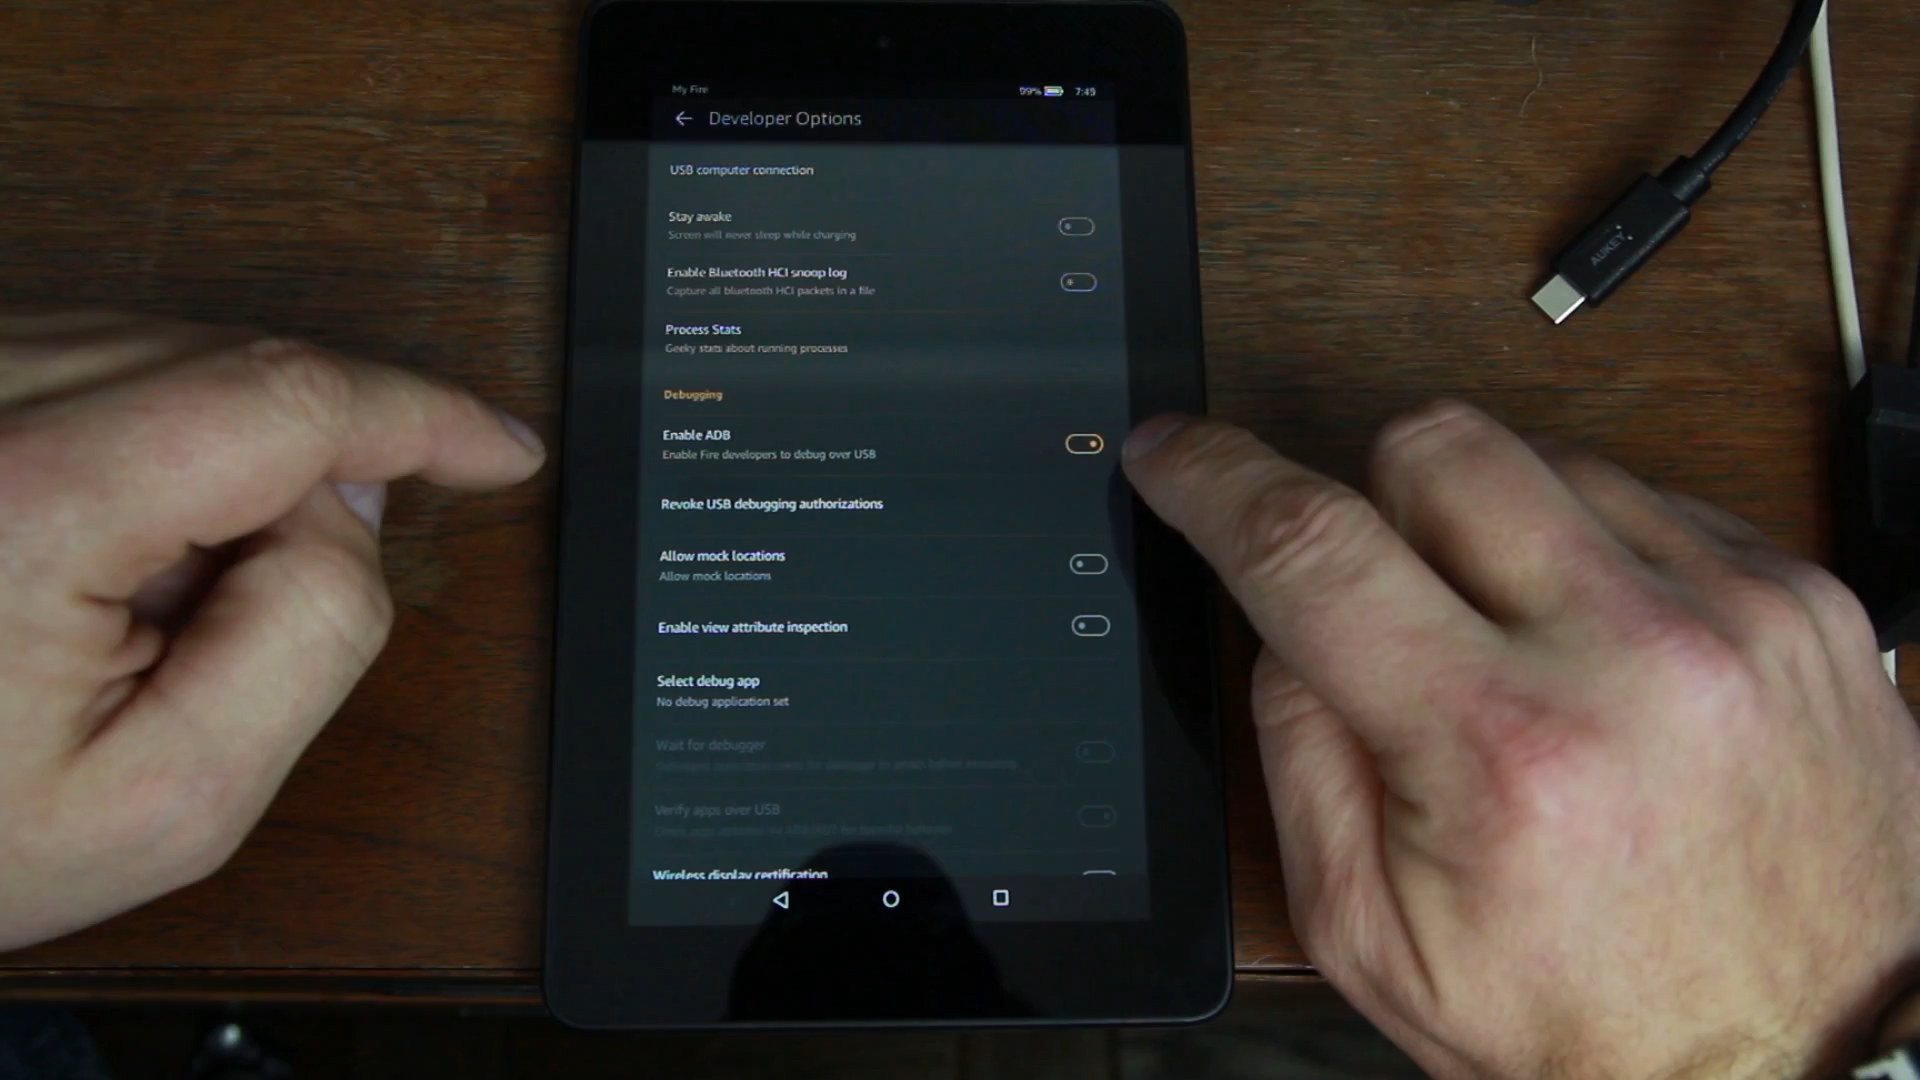 My Fire
99% 7:49
Developer Options
USB computer connection
Stay awake
Screen will never sleep while charging
Enable Bluetooth HCI snoop log
Capture all bluetooth HCI packets in a file
Process Stats
Geeky stats about running processes
Debugging
Enable ADB
Enable Fire developers to debug over USB
Revoke USB debugging authorizations
Allow mock locations
Allow mock locations
Enable view attribute inspection
Select debug app
No debug application set
Wait for debugger
Verify apps over USB
Wireless display certification
AUKEY